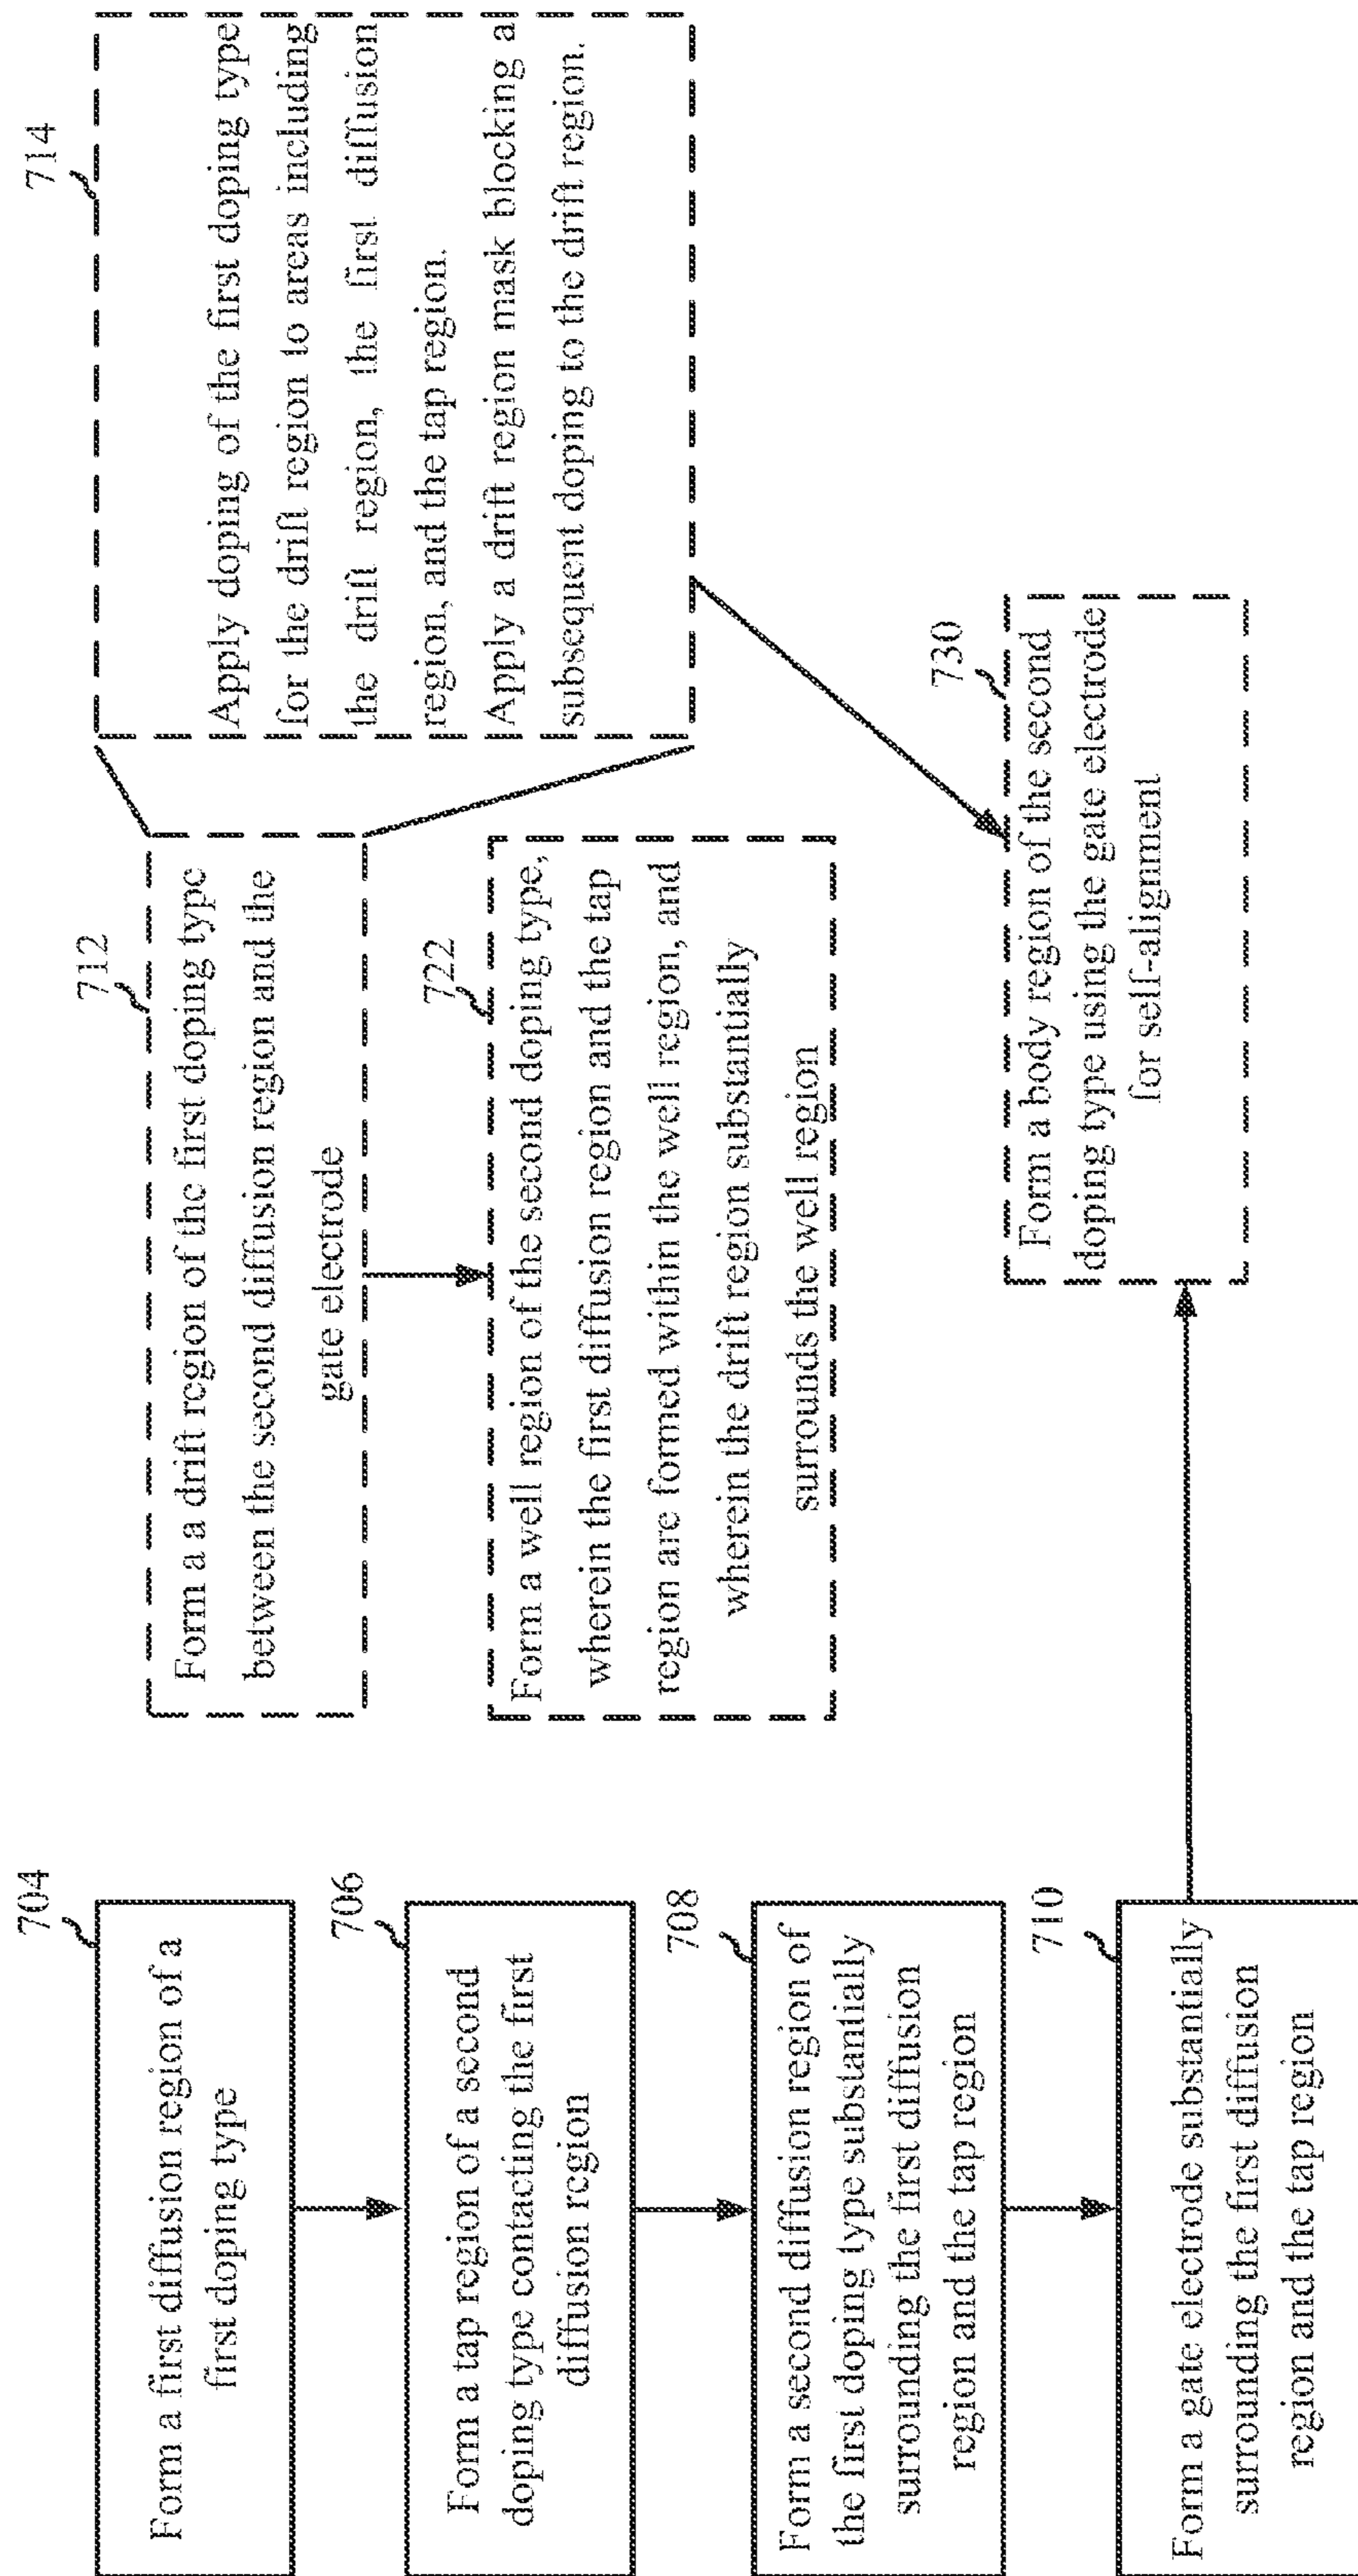 704
Form a first diffusion region of a
first doping type
706
Form a tap region of a second
doping type contacting the first
diffusion region
708
Form a second diffusion region of
the first doping type substantially
surrounding the first diffusion
region and the tap region
710
Form a gate electrode substantially
surrounding the first diffusion
region and the tap region
712
Form a a drift region of the first doping type
between the second diffusion region and the
gate electrode
722
Form a well region of the second doping type,
wherein the first diffusion region and the tap
region are formed within the well region, and
wherein the drift region substantially
surrounds the well region
714
Apply doping of the first doping type
for the drift region to areas including
the drift region, the first diffusion
region, and the tap region.
Apply a drift region mask blocking a
subsequent doping to the drift region.
730
Form a body region of the second
doping type using the gate electrode
for self-alignment